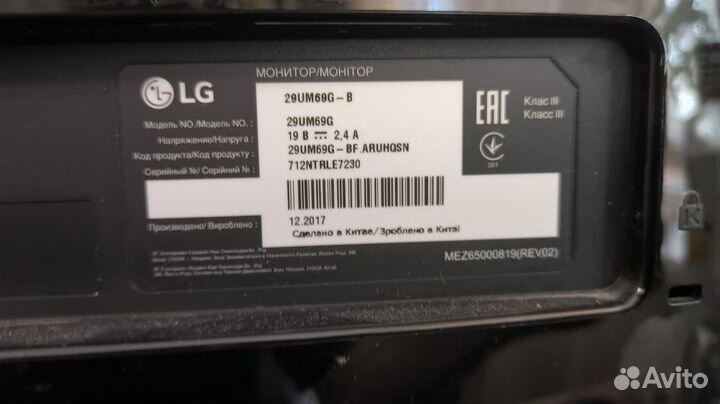 МОНИТОР/МОНІТОР
LG
29UM69G-B
Модель NO./Модель NO.: 29UM69G
Напряжение/Напруга: 19 В 2,4 А
Код продукта/Код продукту: 29UM69G-BF.ARUHQSN
Серийный №/ Серійний №: 712NTRLE7230
EAC
Клас III
Класс III
001
Произведено/ Вироблено: 12.2017
Сделано в Китае/Зроблено в Китаї
MEZ65000819(REV02)
K
Avito